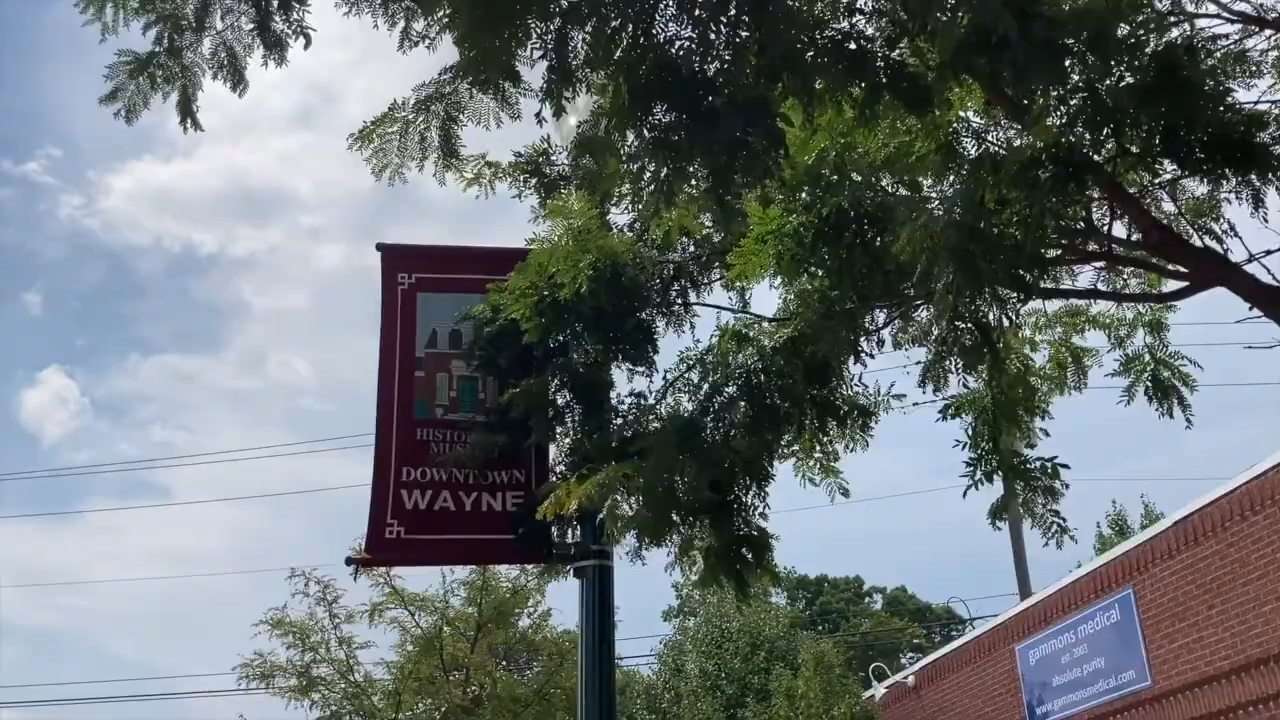 DOWNTOWN
WAYNE
gammons medical
est. 2003
absolute purity
www.gammonsmedical.com